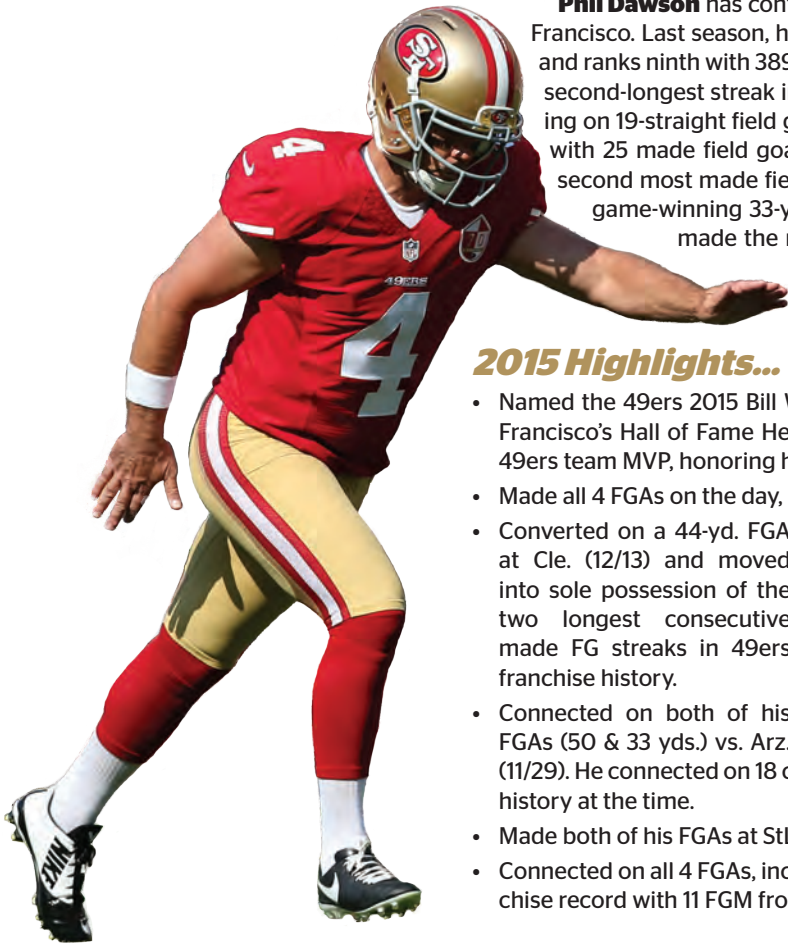 Phil Dawson has con
Francisco. Last season, h
and ranks ninth with 389
second-longest streak i
ing on 19-straight field g
with 25 made field goa
second most made fie
game-winning 33-y
made the
2015 Highlights...
• Named the 49ers 2015 Bill W
Francisco's Hall of Fame He
49ers team MVP, honoring h
• Made all 4 FGAs on the day,
• Converted on a 44-yd. FGA
at Cle. (12/13) and moved
into sole possession of the
two longest consecutive
made FG streaks in 49ers
franchise history.
• Connected on both of his
FGAs (50 & 33 yds.) vs. Arz.
(11/29). He connected on 18 c
history at the time.
• Made both of his FGAs at StL
• Connected on all 4 FGAs, inc
chise record with 11 FGM fro
SF
4
70
NFL
49ERS
4
NIKE